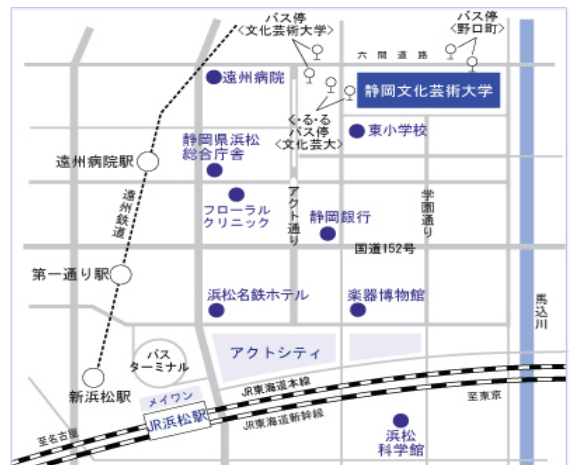 バス停
〈文化芸術大学〉
バス停
〈野口町〉
六間道路
遠州病院
静岡文化芸術大学
く・る・る
バス停
〈文化芸大〉
東小学校
静岡県浜松
総合庁舎
遠州病院駅
遠州鉄道
フローラル
クリニック
アクト通り
静岡銀行
学園通り
国道152号
第一通り駅
浜松名鉄ホテル
楽器博物館
馬込川
バス
ターミナル
アクトシティ
新浜松駅
メイワン
JR浜松駅
JR東海道本線
JR東海道新幹線
至東京
至名古屋
浜松
科学館